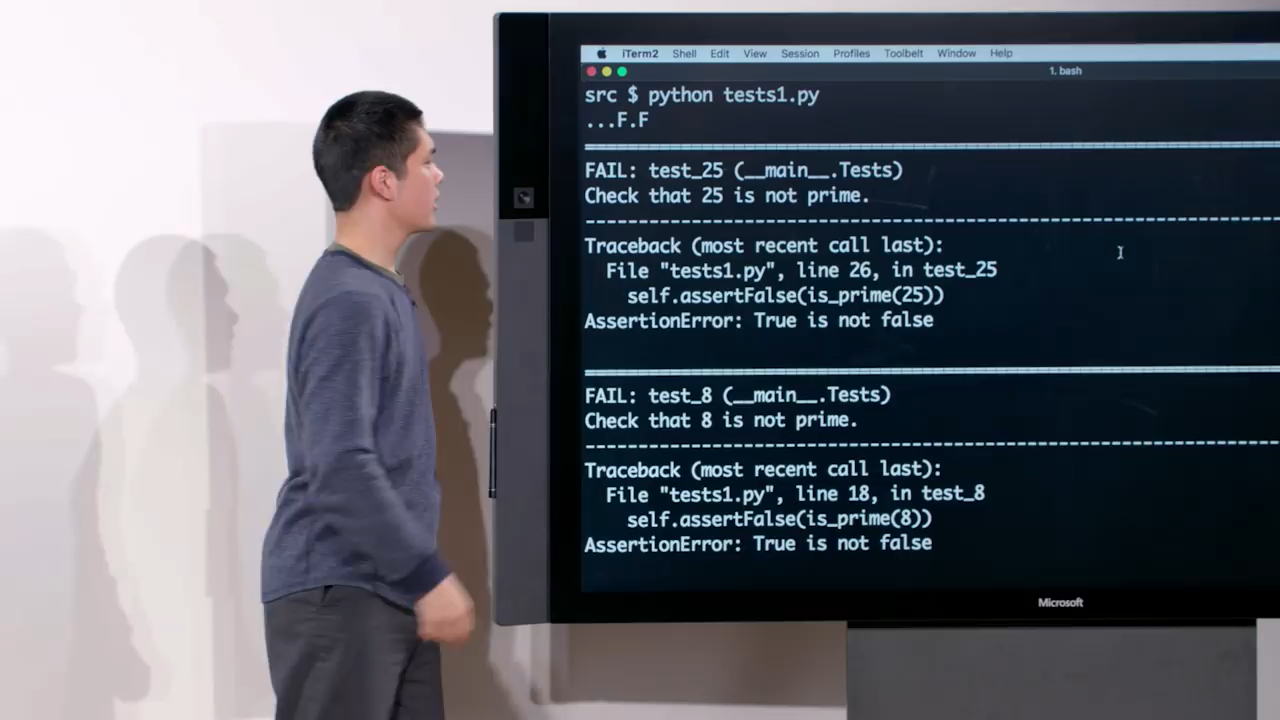 iTerm2 Shell Edit View Session Profiles Toolbelt Window Help
1. bash
src $ python tests1.py
...F.F
======================================================================
FAIL: test_25 (__main__.Tests)
Check that 25 is not prime.
----------------------------------------------------------------------
Traceback (most recent call last):
  File "tests1.py", line 26, in test_25
    self.assertFalse(is_prime(25))
AssertionError: True is not false
======================================================================
FAIL: test_8 (__main__.Tests)
Check that 8 is not prime.
----------------------------------------------------------------------
Traceback (most recent call last):
  File "tests1.py", line 18, in test_8
    self.assertFalse(is_prime(8))
AssertionError: True is not false
Microsoft